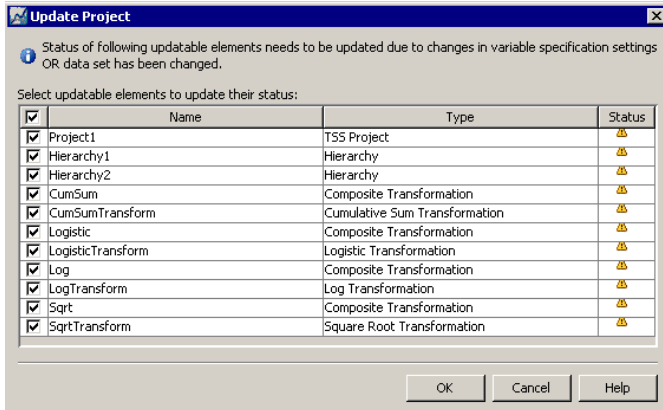 Update Project
Status of following updatable elements needs to be updated due to changes in variable specification settings
OR data set has been changed.
Select updatable elements to update their status:
Name Type Status
Project1 TSS Project
Hierarchy1 Hierarchy
Hierarchy2 Hierarchy
CumSum Composite Transformation
CumSumTransform Cumulative Sum Transformation
Logistic Composite Transformation
LogisticTransform Logistic Transformation
Log Composite Transformation
LogTransform Log Transformation
Sqrt Composite Transformation
SqrtTransform Square Root Transformation
OK Cancel Help